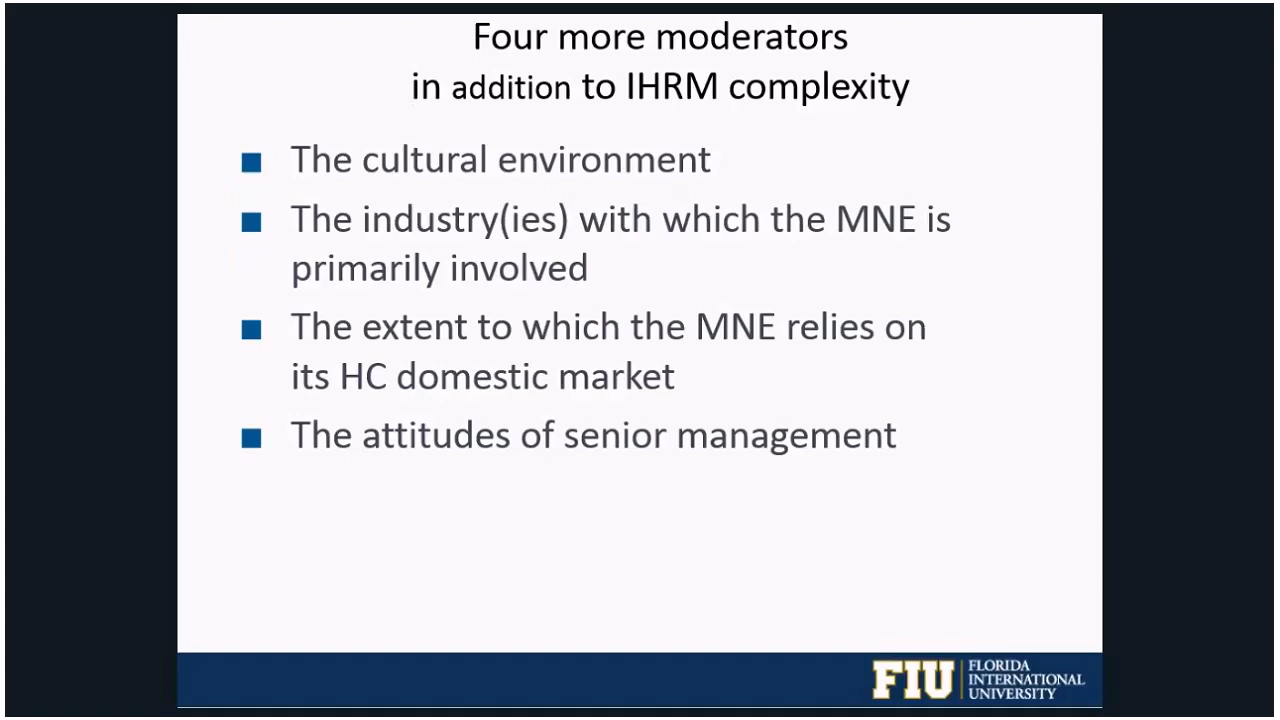 Four more moderators
in addition to IHRM complexity
The cultural environment
The industry(ies) with which the MNE is
primarily involved
The extent to which the MNE relies on
its HC domestic market
The attitudes of senior management
FIU
FLORIDA
INTERNATIONAL
UNIVERSITY